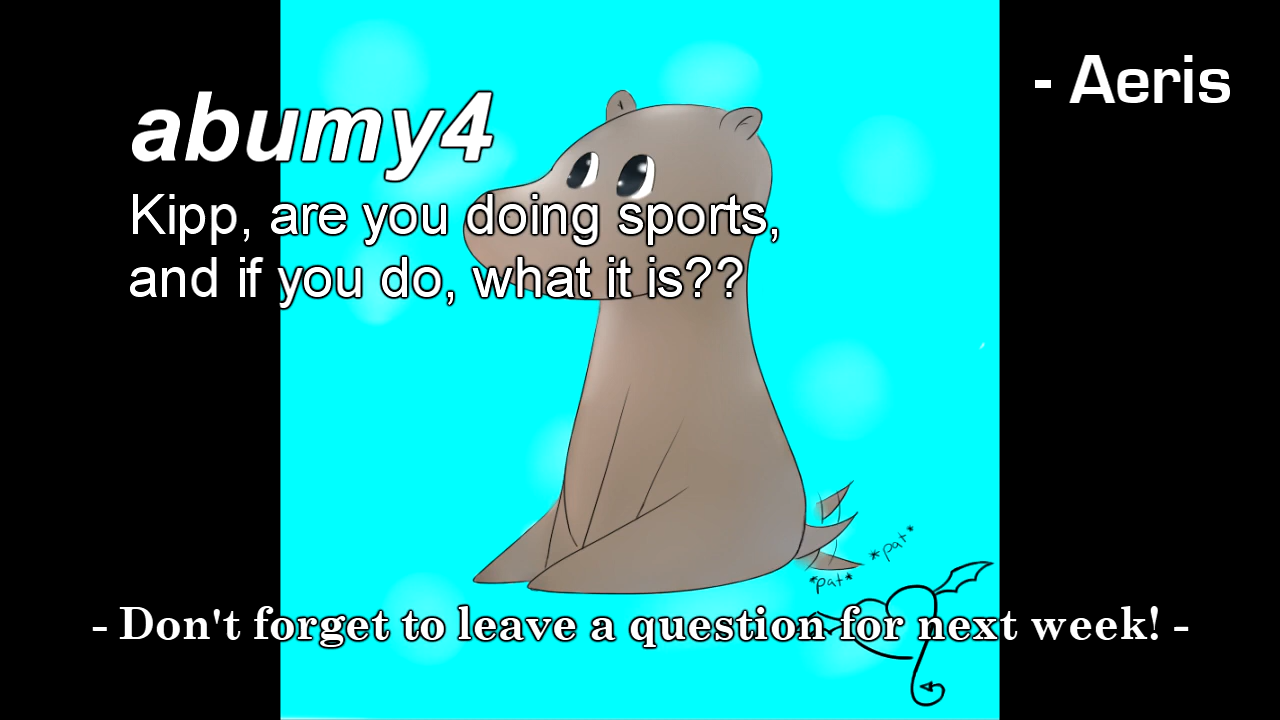 - Aeris
abumy4
Kipp, are you doing sports,
and if you do, what it is??
*pat*
*pat*
- Don't forget to leave a question for next week! -